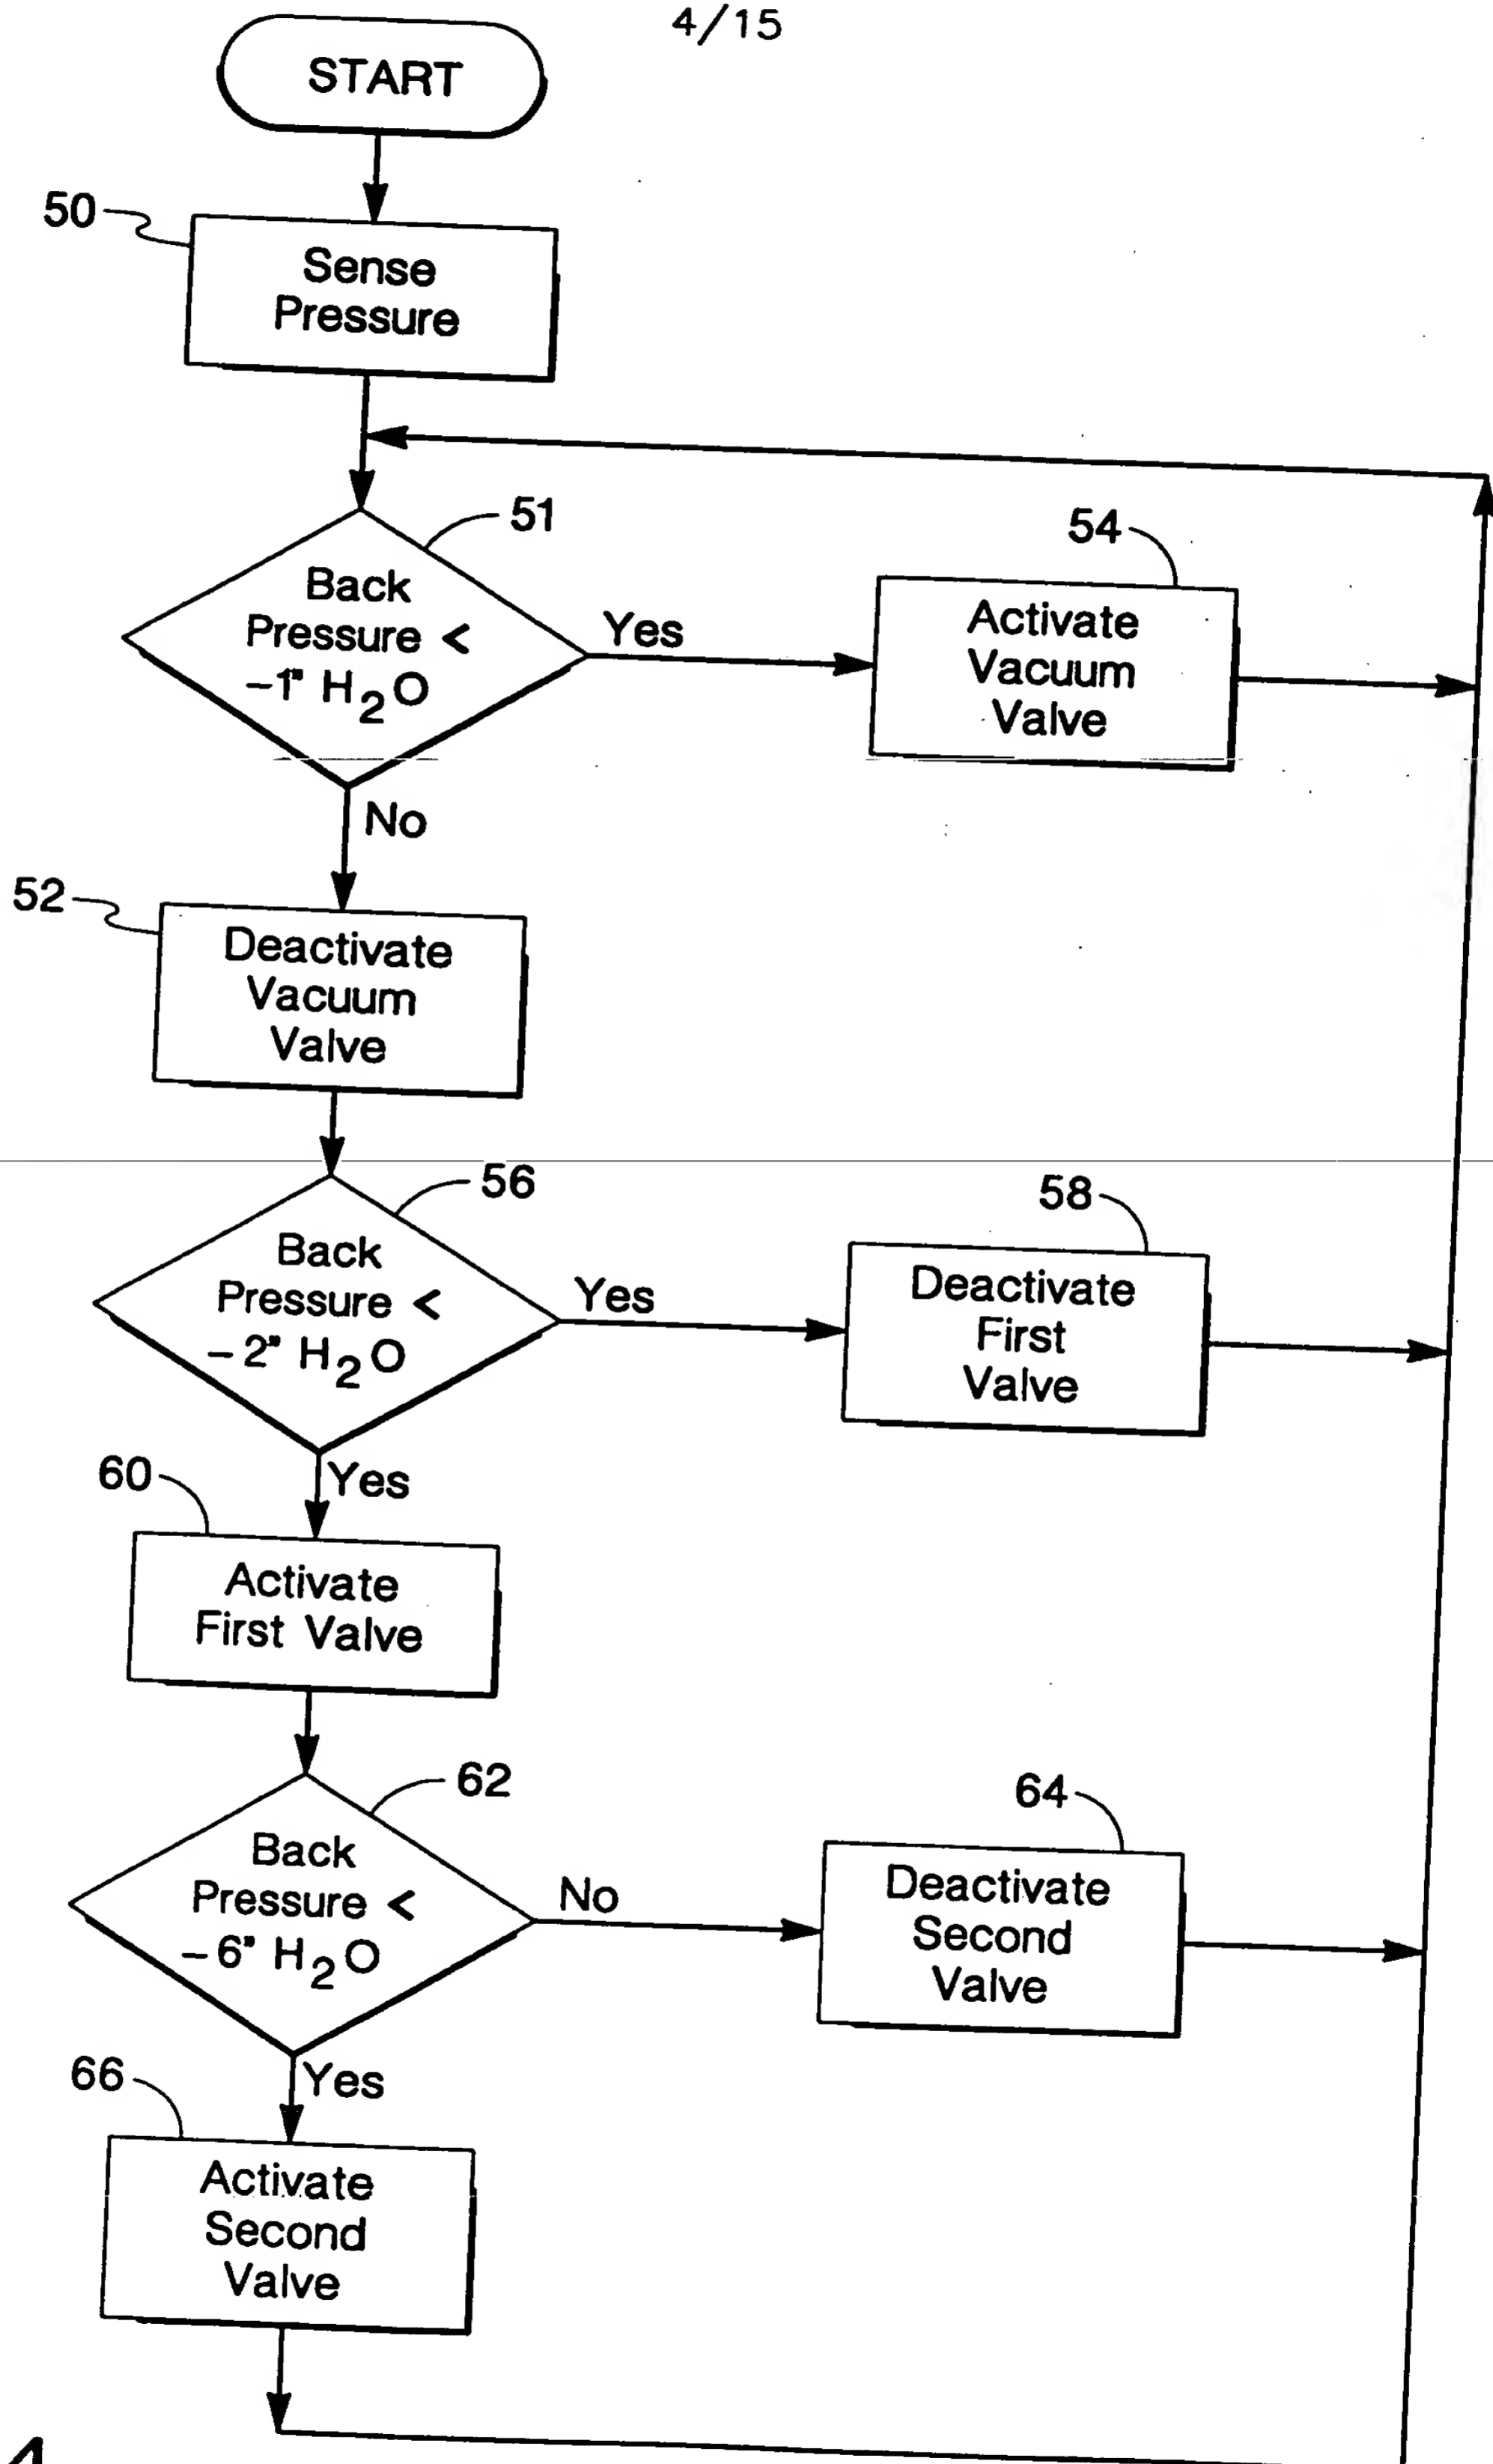 4/15
START
50
Sense
Pressure
51
Back
Pressure <
-1" H2O
Yes
54
Activate
Vacuum
Valve
No
52
Deactivate
Vacuum
Valve
56
Back
Pressure <
- 2" H2O
Yes
58
Deactivate
First
Valve
Yes
60
Activate
First Valve
62
Back
Pressure <
- 6" H2O
No
64
Deactivate
Second
Valve
Yes
66
Activate
Second
Valve